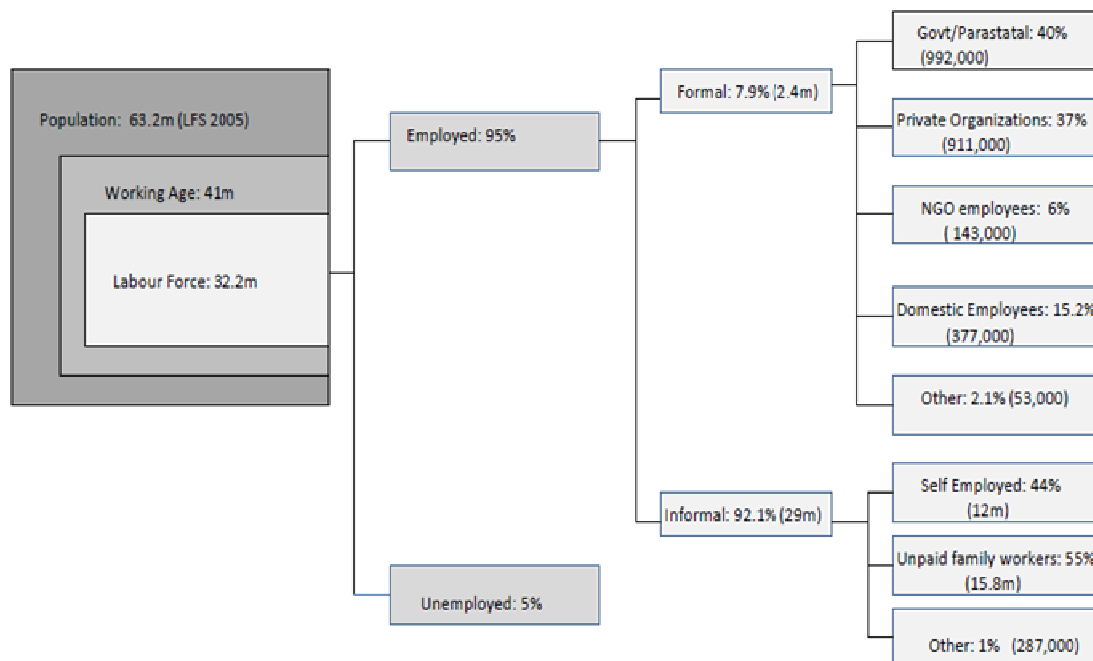 Population: 63.2m (LFS 2005)
Working Age: 41m
Labour Force: 32.2m
Employed: 95%
Unemployed: 5%
Formal: 7.9% (2.4m)
Informal: 92.1% (29m)
Govt/Parastatal: 40%
(992,000)
Private Organizations: 37%
(911,000)
NGO employees: 6%
( 143,000)
Domestic Employees: 15.2%
(377,000)
Other: 2.1% (53,000)
Self Employed: 44%
(12m)
Unpaid family workers: 55%
(15.8m)
Other: 1% (287,000)